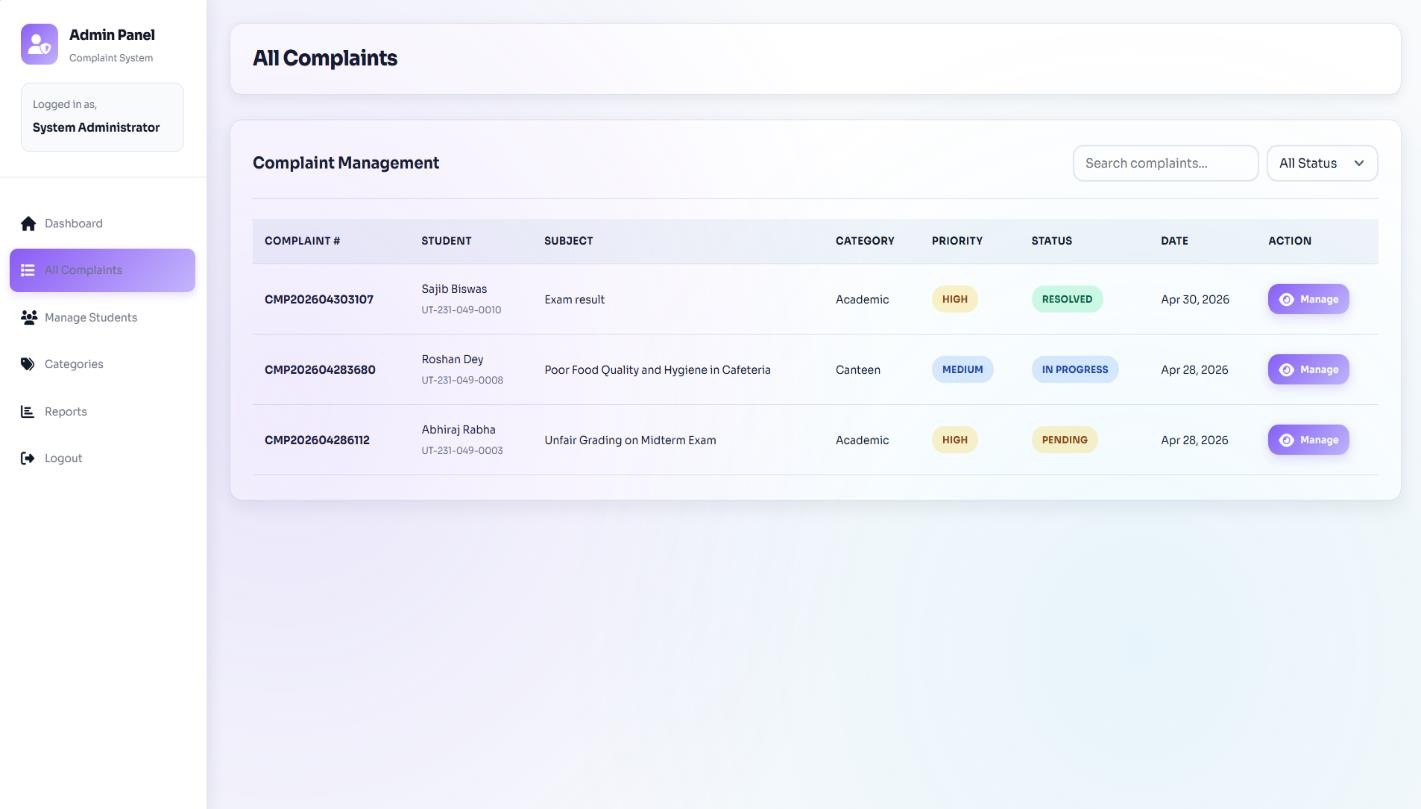 Admin Panel
Complaint System
Logged in as,
System Administrator
Dashboard
All Complaints
Manage Students
Categories
Reports
Logout
All Complaints
Complaint Management
Search complaints...
All Status
COMPLAINT # STUDENT SUBJECT CATEGORY PRIORITY STATUS DATE ACTION
CMP202604303107 Sajib Biswas UT-231-049-0010 Exam result Academic HIGH RESOLVED Apr 30, 2026 Manage
CMP202604283680 Roshan Dey UT-231-049-0008 Poor Food Quality and Hygiene in Cafeteria Canteen MEDIUM IN PROGRESS Apr 28, 2026 Manage
CMP202604286112 Abhiraj Rabha UT-231-049-0003 Unfair Grading on Midterm Exam Academic HIGH PENDING Apr 28, 2026 Manage